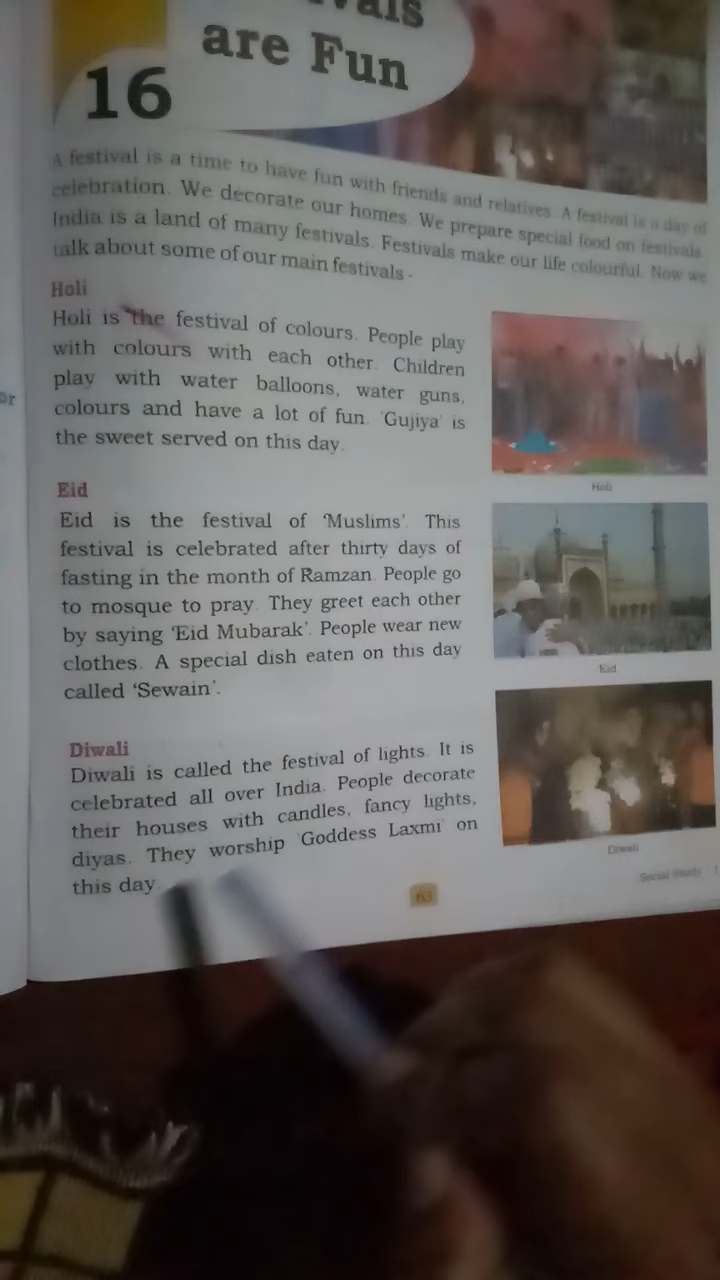 are Fun
16
A festival is a time to have fun with friends and relatives. A festival is a day of
celebration. We decorate our homes. We prepare special food on festivals.
India is a land of many festivals. Festivals make our life colourful. Now we
talk about some of our main festivals -
Holi
Holi is the festival of colours. People play
with colours with each other. Children
play with water balloons, water guns,
colours and have a lot of fun. 'Gujiya' is
the sweet served on this day.
Holi
Eid
Eid is the festival of 'Muslims'. This
festival is celebrated after thirty days of
fasting in the month of Ramzan. People go
to mosque to pray. They greet each other
by saying 'Eid Mubarak'. People wear new
clothes. A special dish eaten on this day
called 'Sewain'.
Eid
Diwali
Diwali is called the festival of lights. It is
celebrated all over India. People decorate
their houses with candles, fancy lights,
diyas. They worship 'Goddess Laxmi' on
this day.
Diwali
63
Social Study